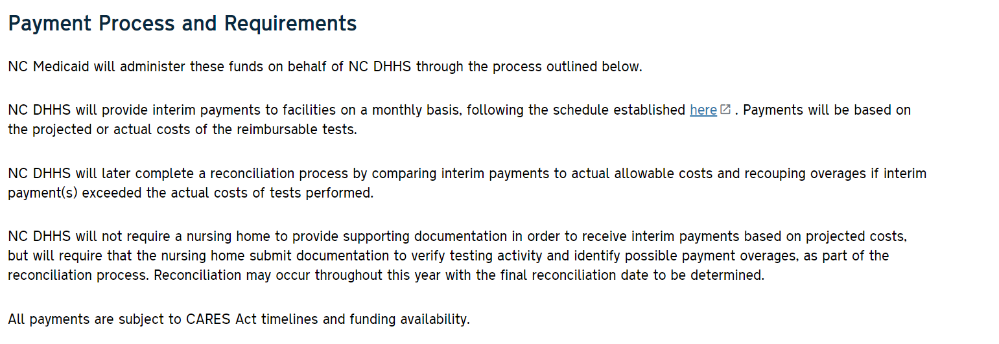 Payment Process and Requirements
NC Medicaid will administer these funds on behalf of NC DHHS through the process outlined below.
NC DHHS will provide interim payments to facilities on a monthly basis, following the schedule established here . Payments will be based on
the projected or actual costs of the reimbursable tests.
NC DHHS will later complete a reconciliation process by comparing interim payments to actual allowable costs and recouping overages if interim
payment(s) exceeded the actual costs of tests performed.
NC DHHS will not require a nursing home to provide supporting documentation in order to receive interim payments based on projected costs,
but will require that the nursing home submit documentation to verify testing activity and identify possible payment overages, as part of the
reconciliation process. Reconciliation may occur throughout this year with the final reconciliation date to be determined.
All payments are subject to CARES Act timelines and funding availability.